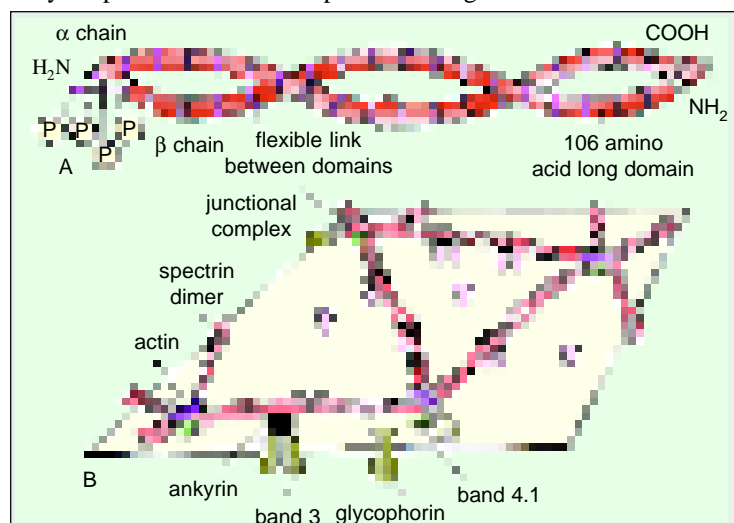 α chain
COOH
H₂N
NH₂
P P P
P
A
β chain
flexible link
between domains
106 amino
acid long domain
junctional
complex
spectrin
dimer
actin
B
ankyrin
band 3
glycophorin
band 4.1